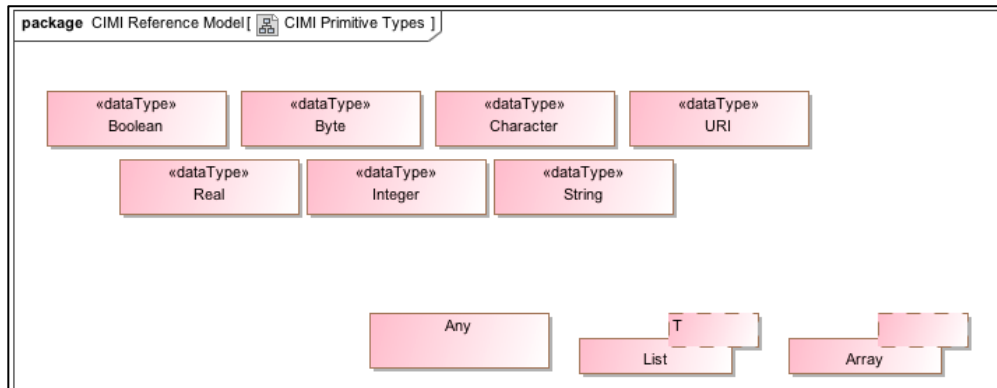 package CIMI Reference Model[ CIMI Primitive Types ]
«dataType» «dataType» «dataType» «dataType»
Boolean Byte Character URI
«dataType» «dataType» «dataType»
Real Integer String
Any T
List Array